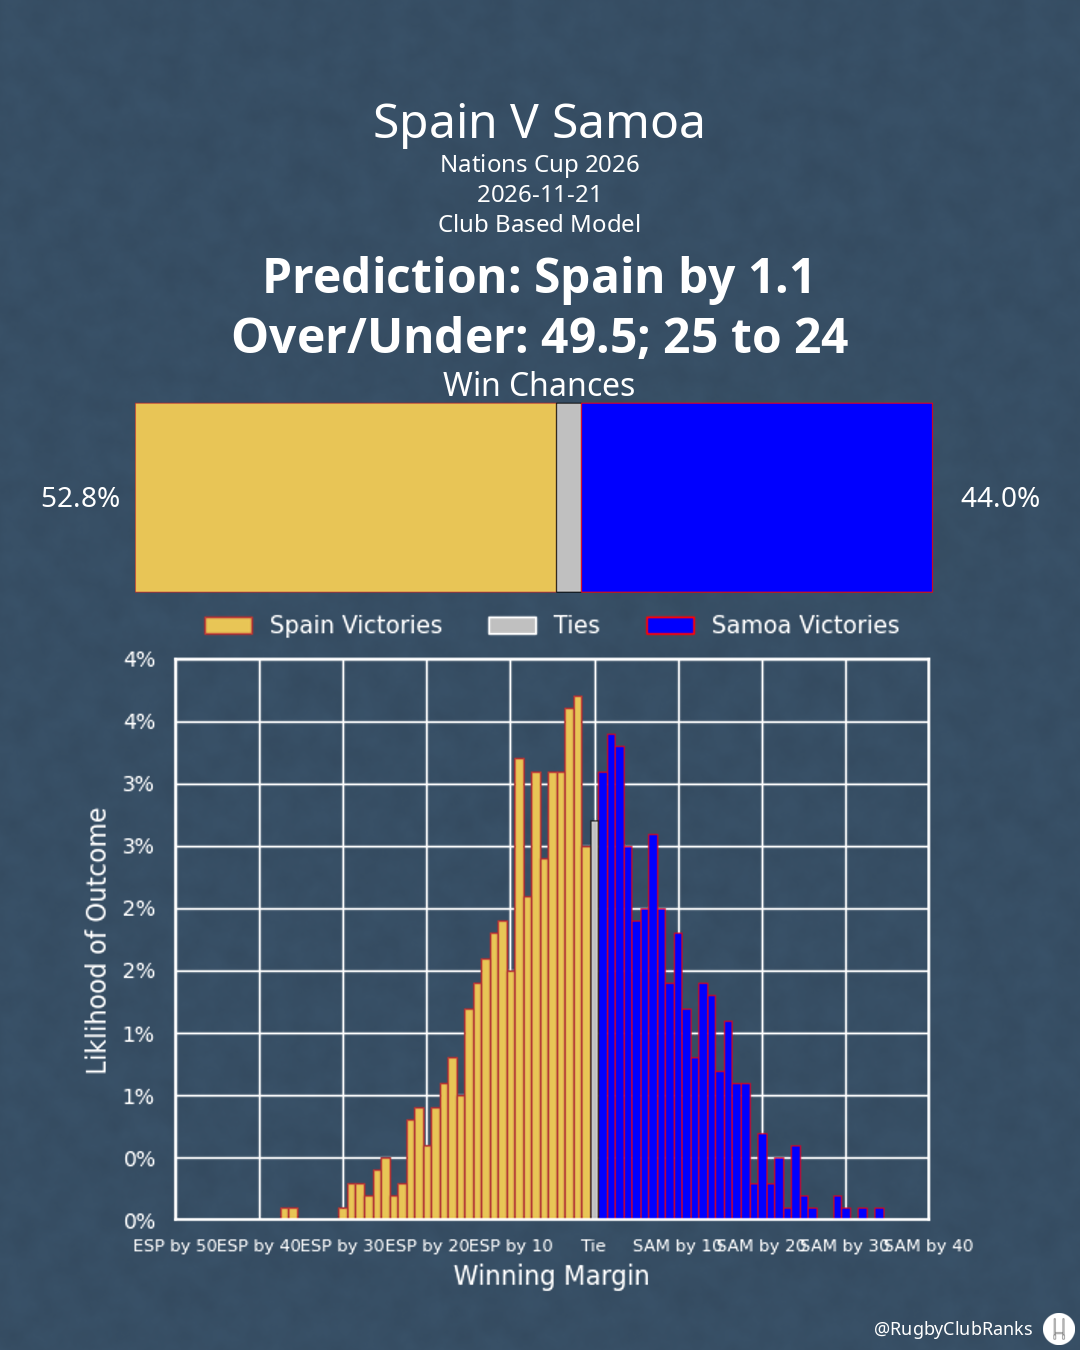 Spain V Samoa
Nations Cup 2026
2026-11-21
Club Based Model
Prediction: Spain by 1.1
Over/Under: 49.5; 25 to 24
Win Chances
52.8%
44.0%
Spain Victories
Ties
Samoa Victories
4%
4%
3%
3%
2%
2%
1%
1%
0%
0%
Liklihood of Outcome
ESP by 50
ESP by 40
ESP by 30
ESP by 20
ESP by 10
Tie
SAM by 10
SAM by 20
SAM by 30
SAM by 40
Winning Margin
@RugbyClubRanks